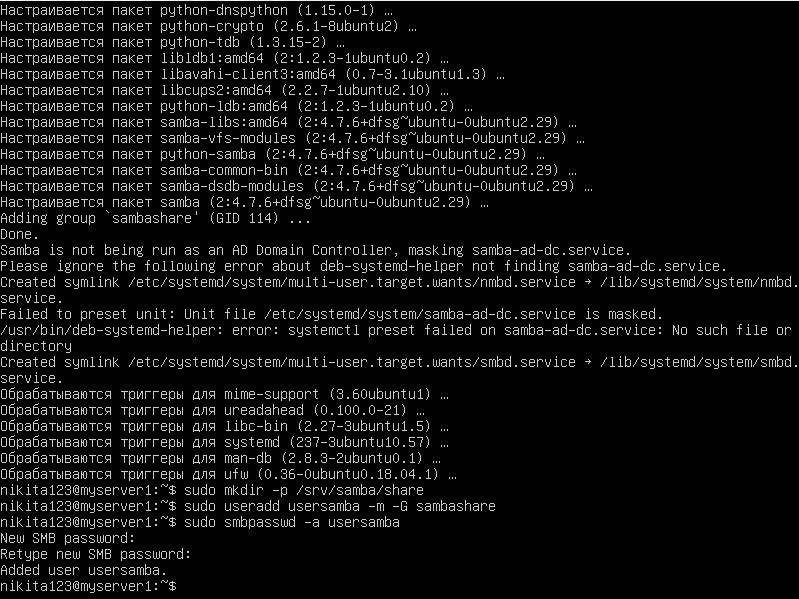 Настраивается пакет python-dnspython (1.15.0-1) …
Настраивается пакет python-crypto (2.6.1-8ubuntu2) …
Настраивается пакет python-tdb (1.3.15-2) …
Настраивается пакет libldb1:amd64 (2:1.2.3-1ubuntu0.2) …
Настраивается пакет libavahi-client3:amd64 (0.7-3.1ubuntu1.3) …
Настраивается пакет libcups2:amd64 (2.2.7-1ubuntu2.10) …
Настраивается пакет python-ldb:amd64 (2:1.2.3-1ubuntu0.2) …
Настраивается пакет samba-libs:amd64 (2:4.7.6+dfsg~ubuntu-0ubuntu2.29) …
Настраивается пакет samba-vfs-modules (2:4.7.6+dfsg~ubuntu-0ubuntu2.29) …
Настраивается пакет python-samba (2:4.7.6+dfsg~ubuntu-0ubuntu2.29) …
Настраивается пакет samba-common-bin (2:4.7.6+dfsg~ubuntu-0ubuntu2.29) …
Настраивается пакет samba-dsdb-modules (2:4.7.6+dfsg~ubuntu-0ubuntu2.29) …
Настраивается пакет samba (2:4.7.6+dfsg~ubuntu-0ubuntu2.29) …
Adding group `sambashare' (GID 114) ...
Done.
Samba is not being run as an AD Domain Controller, masking samba-ad-dc.service.
Please ignore the following error about deb-systemd-helper not finding samba-ad-dc.service.
Created symlink /etc/systemd/system/multi-user.target.wants/nmbd.service → /lib/systemd/system/nmbd.
service.
Failed to preset unit: Unit file /etc/systemd/system/samba-ad-dc.service is masked.
/usr/bin/deb-systemd-helper: error: systemctl preset failed on samba-ad-dc.service: No such file or
directory
Created symlink /etc/systemd/system/multi-user.target.wants/smbd.service → /lib/systemd/system/smbd.
service.
Обрабатываются триггеры для mime-support (3.60ubuntu1) …
Обрабатываются триггеры для ureadahead (0.100.0-21) …
Обрабатываются триггеры для libc-bin (2.27-3ubuntu1.5) …
Обрабатываются триггеры для systemd (237-3ubuntu10.57) …
Обрабатываются триггеры для man-db (2.8.3-2ubuntu0.1) …
Обрабатываются триггеры для ufw (0.36-0ubuntu0.18.04.1) …
nikita123@myserver1:~$ sudo mkdir -p /srv/samba/share
nikita123@myserver1:~$ sudo useradd usersamba -m -G sambashare
nikita123@myserver1:~$ sudo smbpasswd -a usersamba
New SMB password:
Retype new SMB password:
Added user usersamba.
nikita123@myserver1:~$